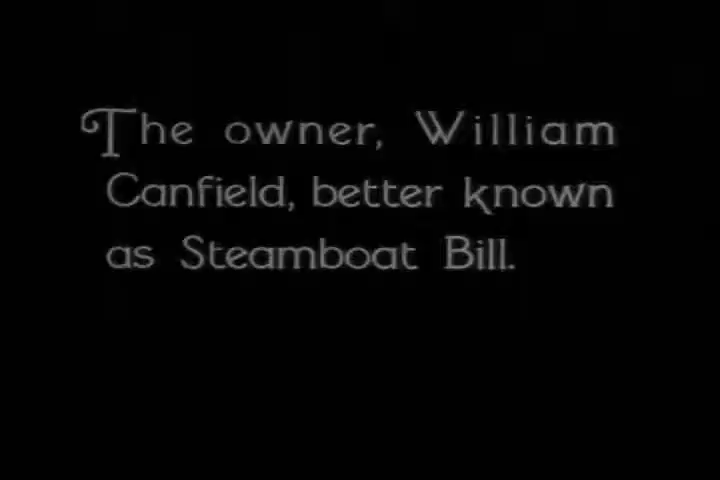 The owner, William
Canfield, better known
as Steamboat Bill.